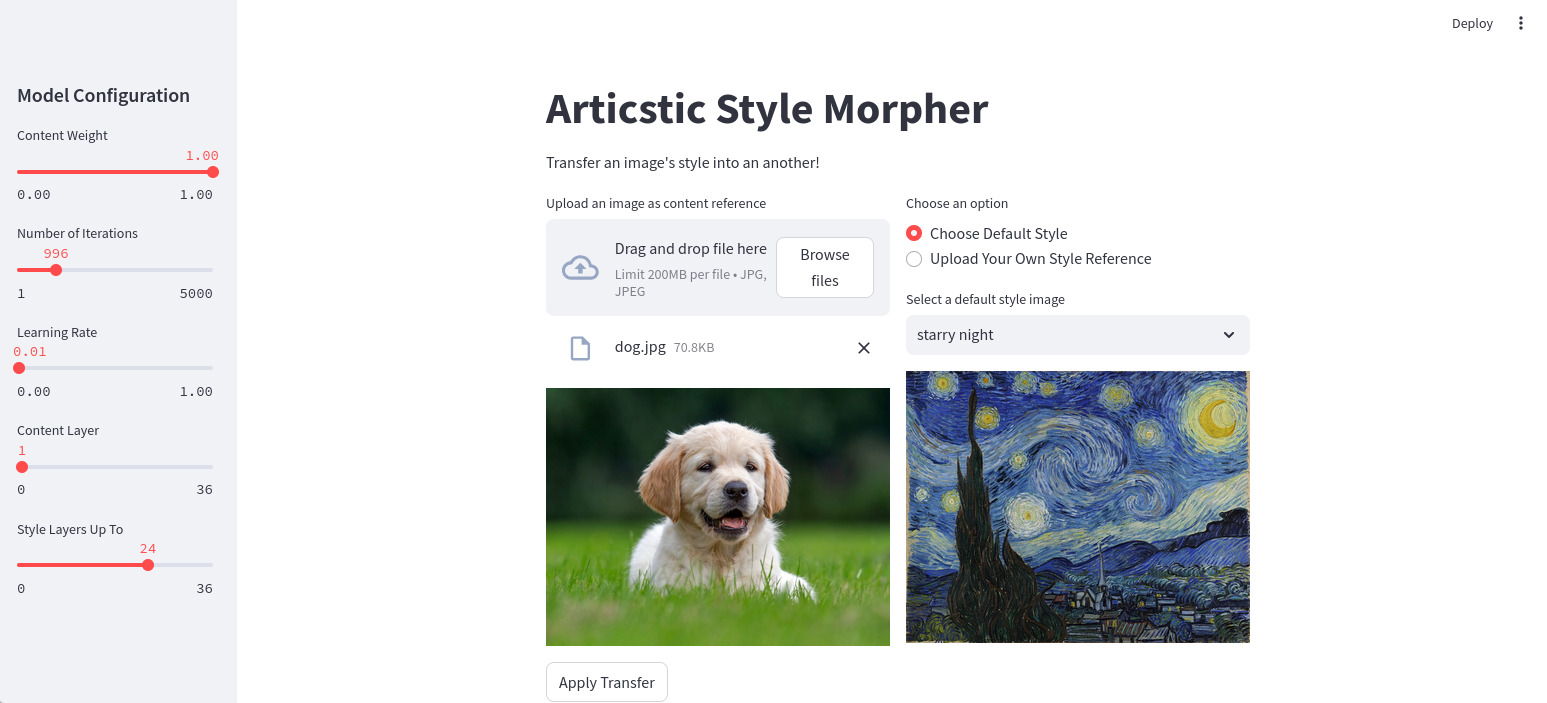 Deploy
Model Configuration
Content Weight
1.00
0.00 1.00
Number of Iterations
996
1 5000
Learning Rate
0.01
0.00 1.00
Content Layer
1
0 36
Style Layers Up To
24
0 36
Articstic Style Morpher
Transfer an image's style into an another!
Upload an image as content reference
Drag and drop file here
Limit 200MB per file • JPG,
JPEG
Browse
files
dog.jpg 70.8KB
Apply Transfer
Choose an option
Choose Default Style
Upload Your Own Style Reference
Select a default style image
starry night